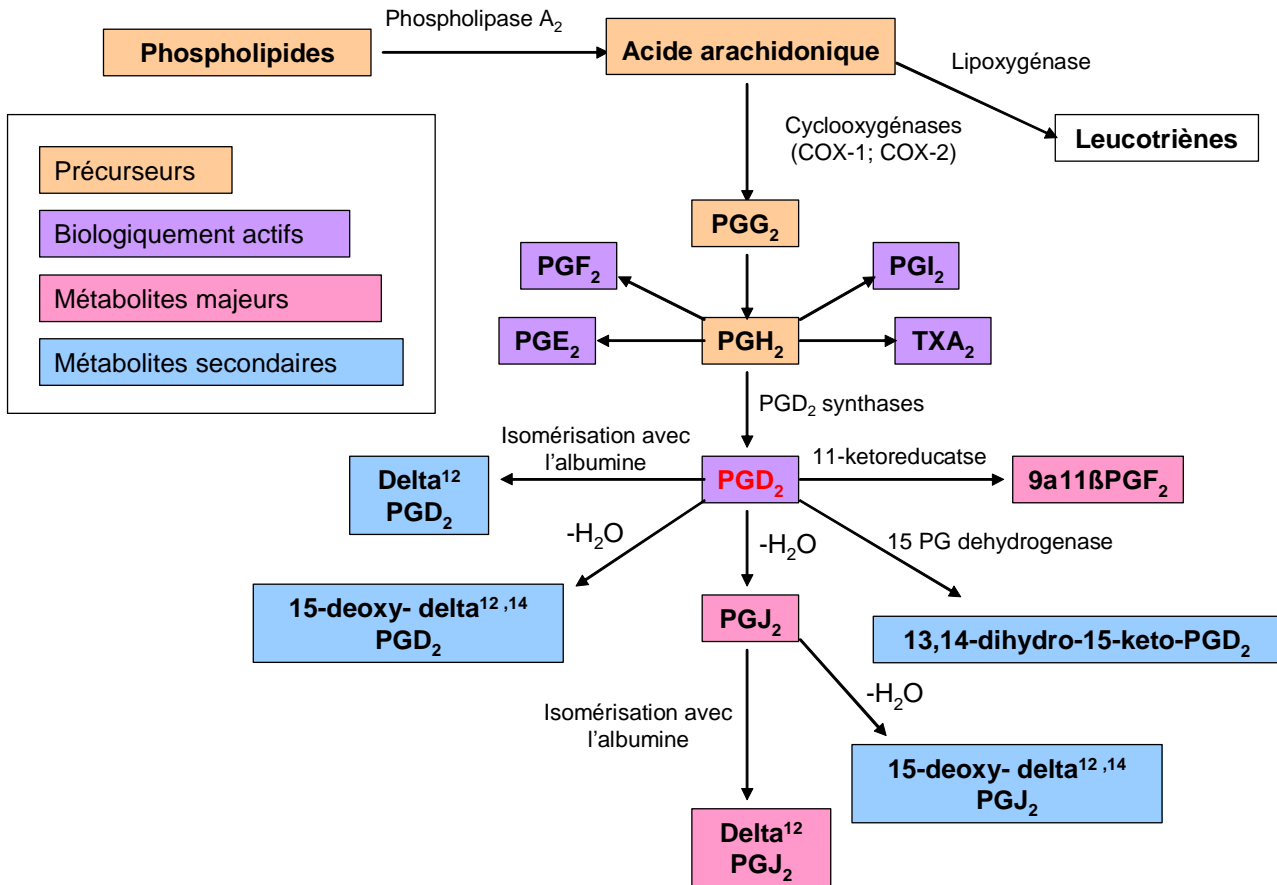 Phospholipase A₂
Phospholipides
Acide arachidonique
Lipoxygénase
Leucotriènes
Cyclooxygénases
(COX-1; COX-2)
Précurseurs
Biologiquement actifs
Métabolites majeurs
Métabolites secondaires
PGG₂
PGF₂
PGI₂
PGE₂
PGH₂
TXA₂
PGD₂ synthases
Isomérisation avec
l’albumine
11-ketoreducatse
Delta¹²
PGD₂
PGD₂
9a11ßPGF₂
-H₂O
-H₂O
15 PG dehydrogenase
15-deoxy- delta¹² ,¹⁴
PGD₂
PGJ₂
13,14-dihydro-15-keto-PGD₂
-H₂O
Isomérisation avec
l’albumine
15-deoxy- delta¹² ,¹⁴
PGJ₂
Delta¹²
PGJ₂